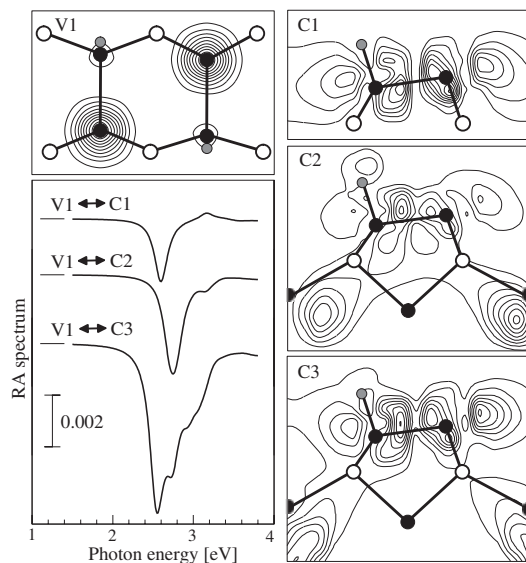 V1
C1
V1 ↔ C1
V1 ↔ C2
V1 ↔ C3
RA spectrum
0.002
1 2 3 4
Photon energy [eV]
C2
C3